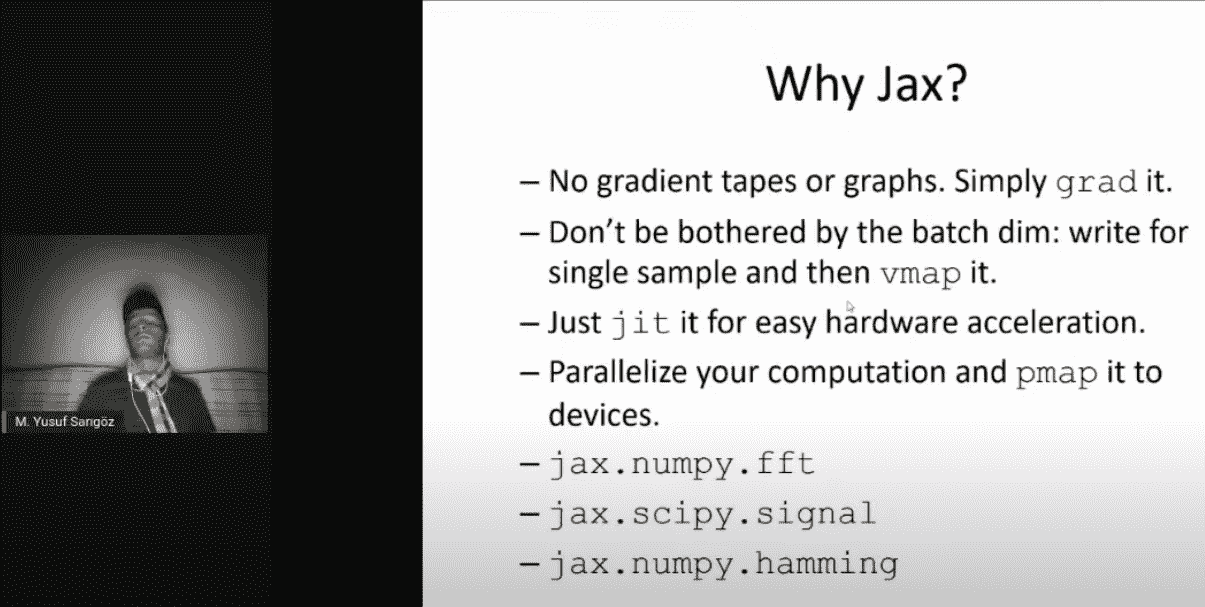 Why Jax?
– No gradient tapes or graphs. Simply grad it.
– Don't be bothered by the batch dim: write for
single sample and then vmap it.
– Just jit it for easy hardware acceleration.
– Parallelize your computation and pmap it to
devices.
– jax.numpy.fft
– jax.scipy.signal
– jax.numpy.hamming
M. Yusuf Sarıgöz